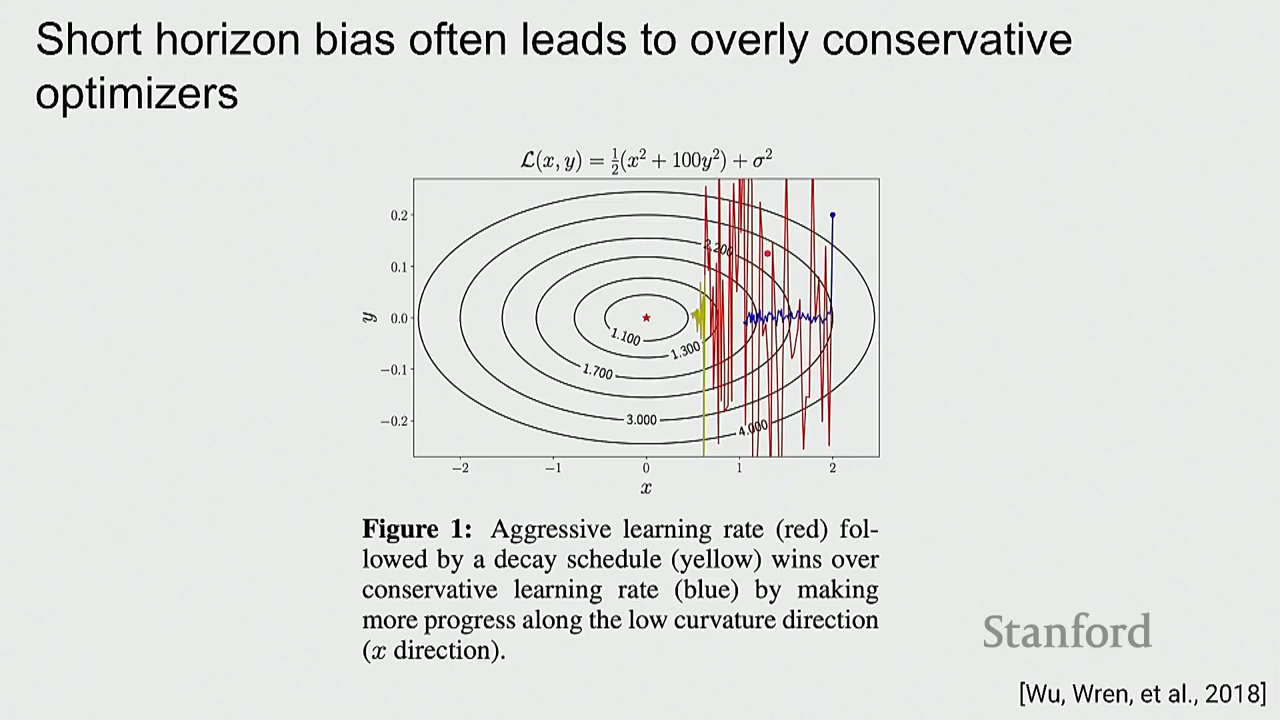 Short horizon bias often leads to overly conservative
optimizers
ℒ(x, y) = ½(x² + 100y²) + σ²
0.2
0.1
0.0
−0.1
−0.2
y
2.200
1.100
1.300
1.700
3.000
4.000
−2 −1 0 1 2
x
Figure 1: Aggressive learning rate (red) fol-
lowed by a decay schedule (yellow) wins over
conservative learning rate (blue) by making
more progress along the low curvature direction
(x direction).
Stanford
[Wu, Wren, et al., 2018]